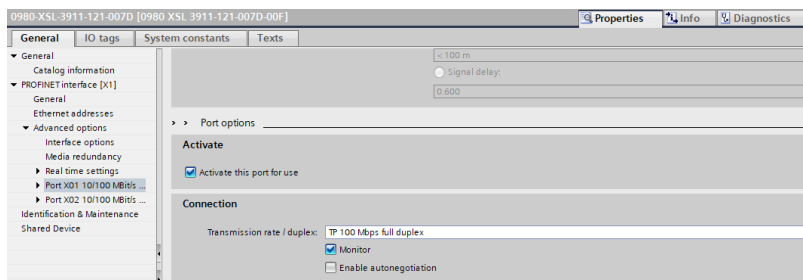 0980-XSL-3911-121-007D [0980 XSL 3911-121-007D-00F]
Properties
Info
Diagnostics
General
IO tags
System constants
Texts
General
Catalog information
PROFINET interface [X1]
General
Ethernet addresses
Advanced options
Interface options
Media redundancy
Real time settings
Port X01 10/100 MBit/s ...
Port X02 10/100 MBit/s ...
Identification & Maintenance
Shared Device
< 100 m
Signal delay:
0.600
> > Port options
Activate
Activate this port for use
Connection
Transmission rate / duplex: TP 100 Mbps full duplex
Monitor
Enable autonegotiation